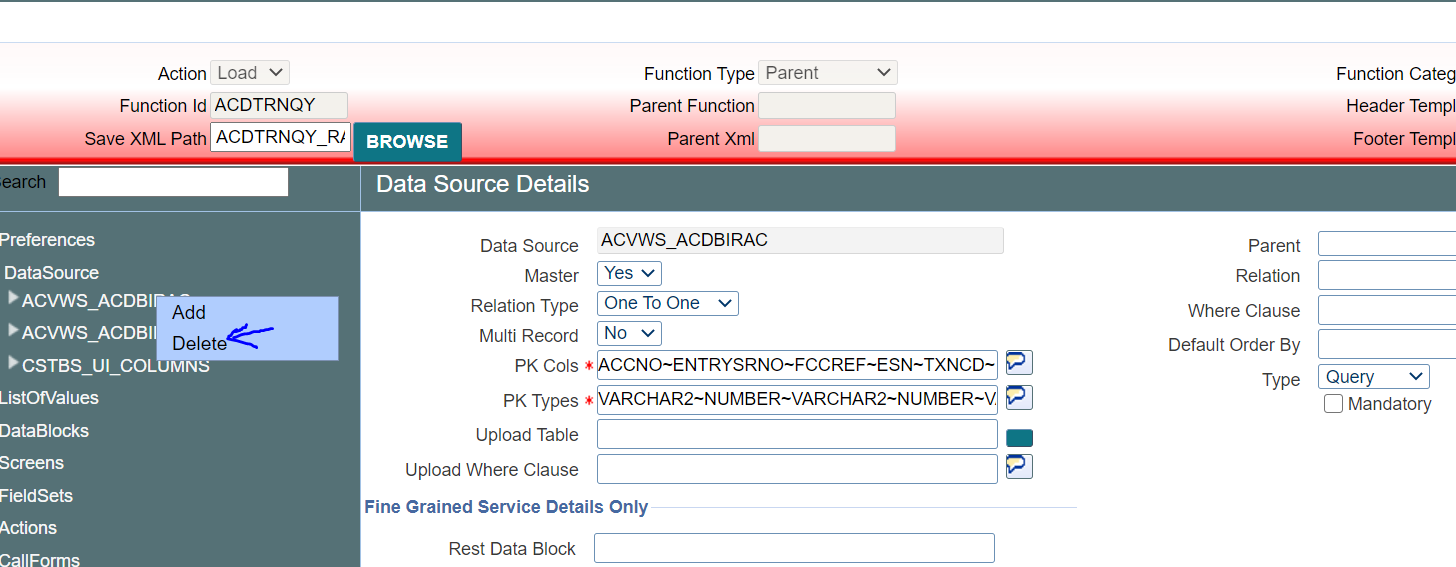 Action Load Function Type Parent Function Categ
Function Id ACDTRNQY Parent Function Header Templ
Save XML Path ACDTRNQY_RA BROWSE Parent Xml Footer Templ
earch Data Source Details
Preferences
DataSource
ACVWS_ACDBIRAC
ACVWS_ACDBI
CSTBS_UI_COLUMNS
ListOfValues
DataBlocks
Screens
FieldSets
Actions
CallForms
Add
Delete
Data Source ACVWS_ACDBIRAC Parent
Master Yes Relation
Relation Type One To One Where Clause
Multi Record No Default Order By
PK Cols * ACCNO~ENTRYSRNO~FCCREF~ESN~TXNCD~ Type Query
PK Types * VARCHAR2~NUMBER~VARCHAR2~NUMBER~VA Mandatory
Upload Table
Upload Where Clause
Fine Grained Service Details Only
Rest Data Block